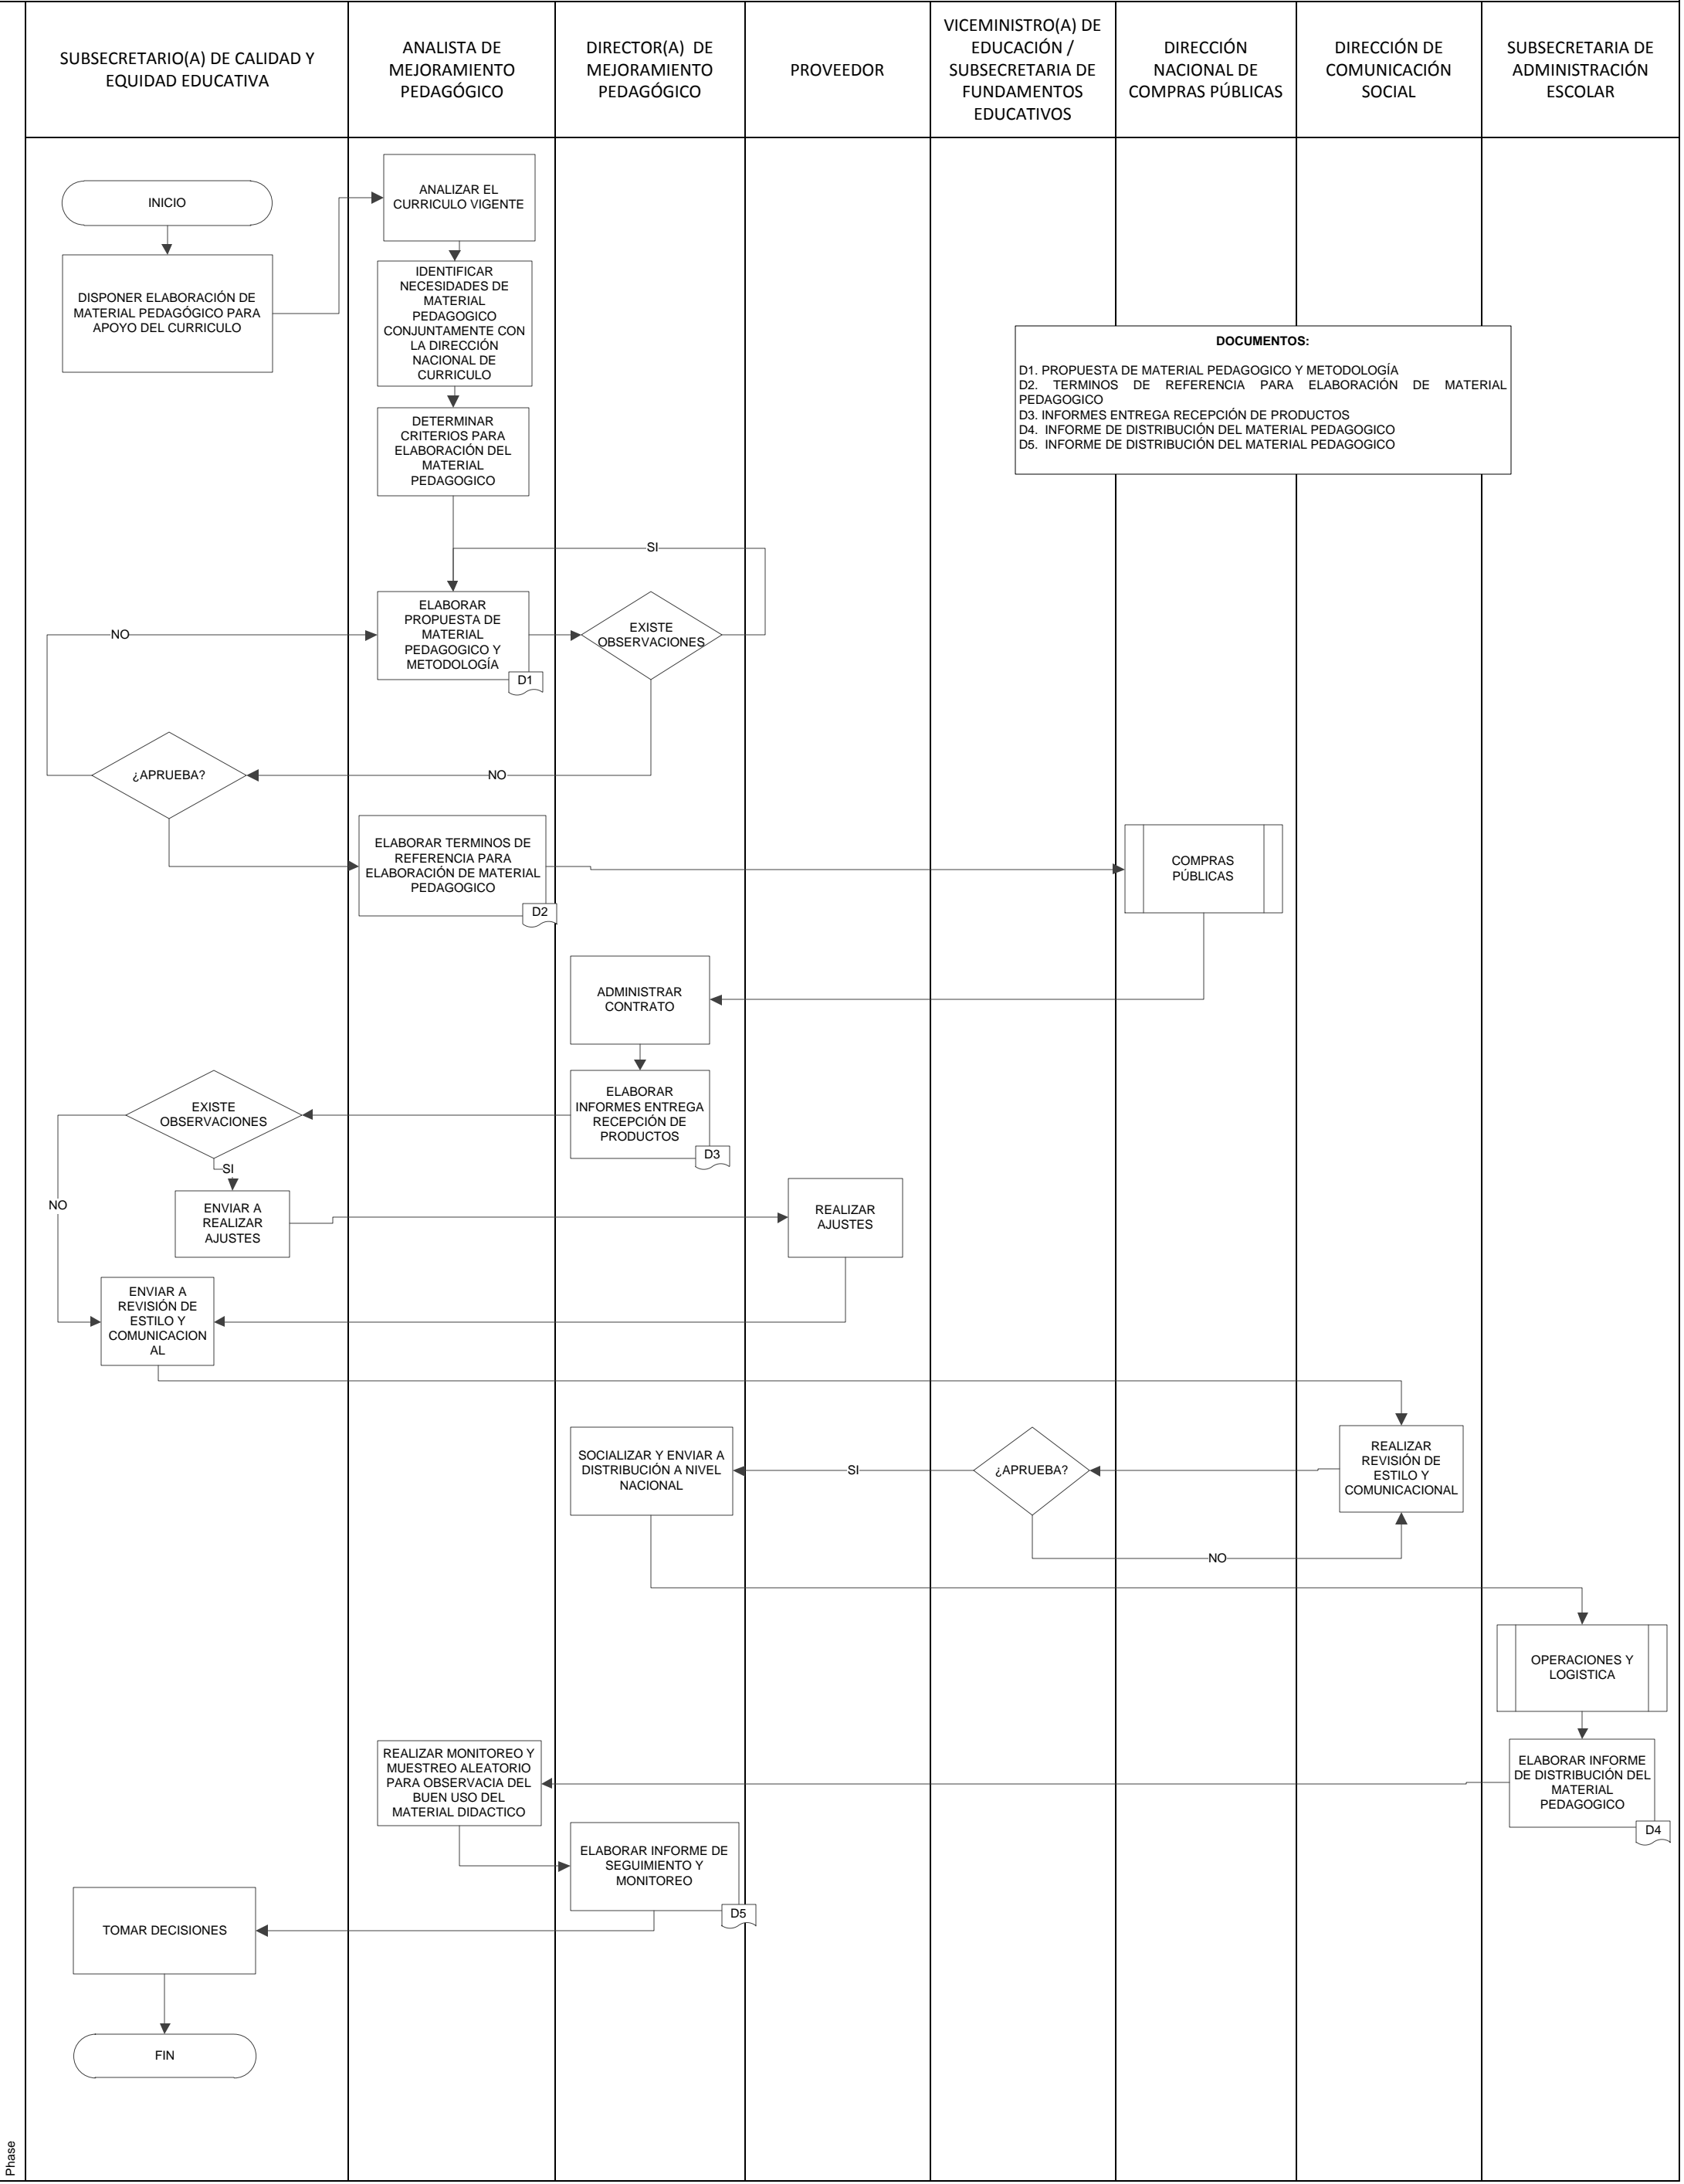 SUBSECRETARIO(A) DE CALIDAD Y
EQUIDAD EDUCATIVA
ANALISTA DE
MEJORAMIENTO
PEDAGÓGICO
DIRECTOR(A) DE
MEJORAMIENTO
PEDAGÓGICO
PROVEEDOR
VICEMINISTRO(A) DE
EDUCACIÓN /
SUBSECRETARIA DE
FUNDAMENTOS
EDUCATIVOS
DIRECCIÓN
NACIONAL DE
COMPRAS PÚBLICAS
DIRECCIÓN DE
COMUNICACIÓN
SOCIAL
SUBSECRETARIA DE
ADMINISTRACIÓN
ESCOLAR
INICIO
DISPONER ELABORACIÓN DE
MATERIAL PEDAGÓGICO PARA
APOYO DEL CURRICULO
ANALIZAR EL
CURRICULO VIGENTE
IDENTIFICAR
NECESIDADES DE
MATERIAL
PEDAGOGICO
CONJUNTAMENTE CON
LA DIRECCIÓN
NACIONAL DE
CURRICULO
DETERMINAR
CRITERIOS PARA
ELABORACIÓN DEL
MATERIAL
PEDAGOGICO
DOCUMENTOS:
D1. PROPUESTA DE MATERIAL PEDAGOGICO Y METODOLOGÍA
D2. TERMINOS DE REFERENCIA PARA ELABORACIÓN DE MATERIAL
PEDAGOGICO
D3. INFORMES ENTREGA RECEPCIÓN DE PRODUCTOS
D4. INFORME DE DISTRIBUCIÓN DEL MATERIAL PEDAGOGICO
D5. INFORME DE DISTRIBUCIÓN DEL MATERIAL PEDAGOGICO
SI
NO
ELABORAR
PROPUESTA DE
MATERIAL
PEDAGOGICO Y
METODOLOGÍA
D1
EXISTE
OBSERVACIONES
¿APRUEBA?
NO
ELABORAR TERMINOS DE
REFERENCIA PARA
ELABORACIÓN DE MATERIAL
PEDAGOGICO
D2
COMPRAS
PÚBLICAS
ADMINISTRAR
CONTRATO
EXISTE
OBSERVACIONES
ELABORAR
INFORMES ENTREGA
RECEPCIÓN DE
PRODUCTOS
D3
SI
NO
ENVIAR A
REALIZAR
AJUSTES
REALIZAR
AJUSTES
ENVIAR A
REVISIÓN DE
ESTILO Y
COMUNICACION
AL
SOCIALIZAR Y ENVIAR A
DISTRIBUCIÓN A NIVEL
NACIONAL
SI
¿APRUEBA?
REALIZAR
REVISIÓN DE
ESTILO Y
COMUNICACIONAL
NO
OPERACIONES Y
LOGISTICA
REALIZAR MONITOREO Y
MUESTREO ALEATORIO
PARA OBSERVACIA DEL
BUEN USO DEL
MATERIAL DIDACTICO
ELABORAR INFORME
DE DISTRIBUCIÓN DEL
MATERIAL
PEDAGOGICO
D4
ELABORAR INFORME DE
SEGUIMIENTO Y
MONITOREO
D5
TOMAR DECISIONES
FIN
Phase